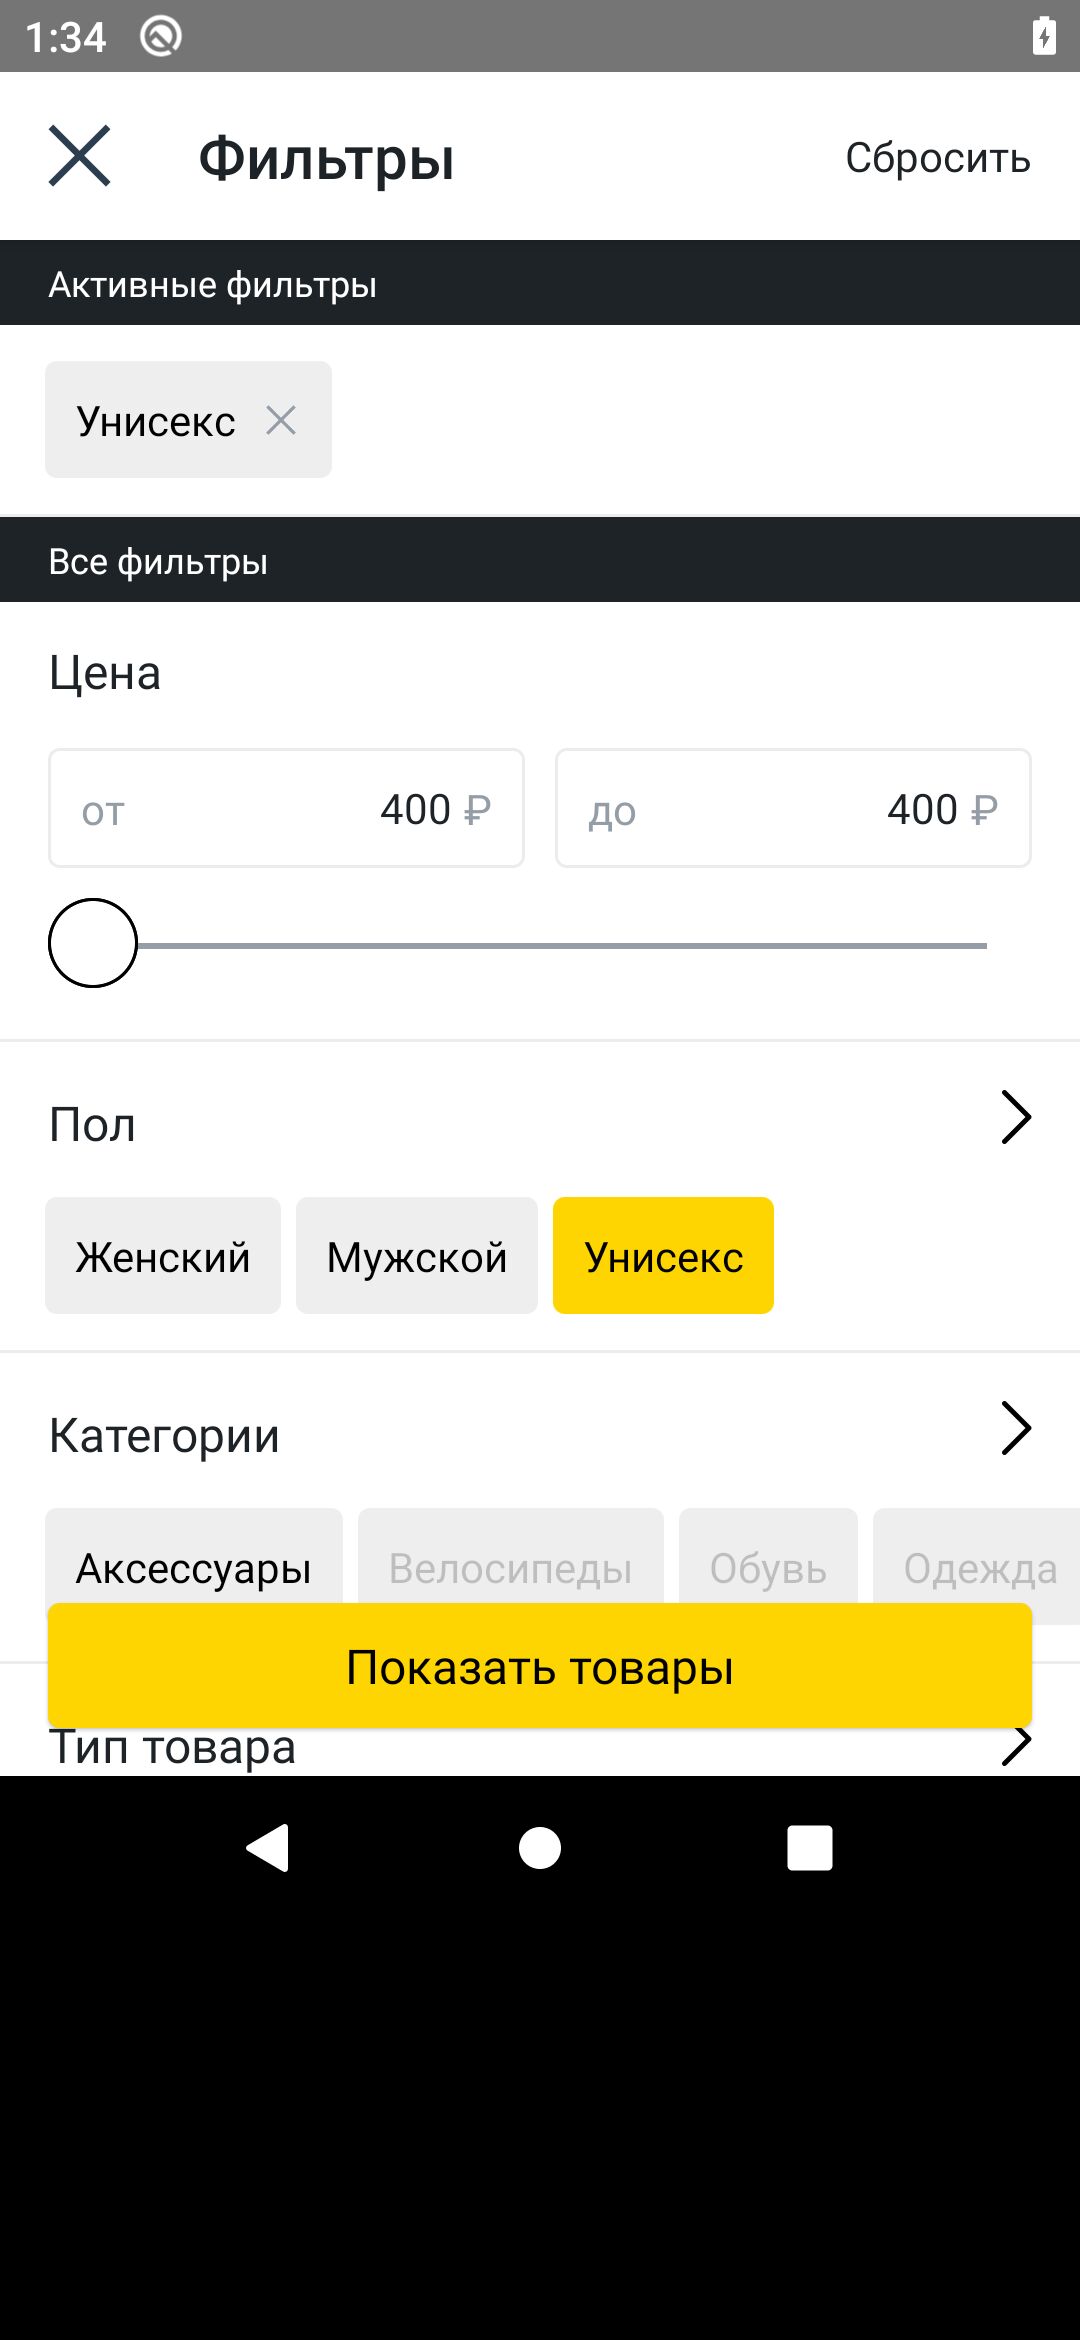 1:34
Фильтры
Сбросить
Активные фильтры
Унисекс
Все фильтры
Цена
от 400 ₽
до 400 ₽
Пол
Женский Мужской Унисекс
Категории
Аксессуары Велосипеды Обувь Одежда
Показать товары
Тип товара